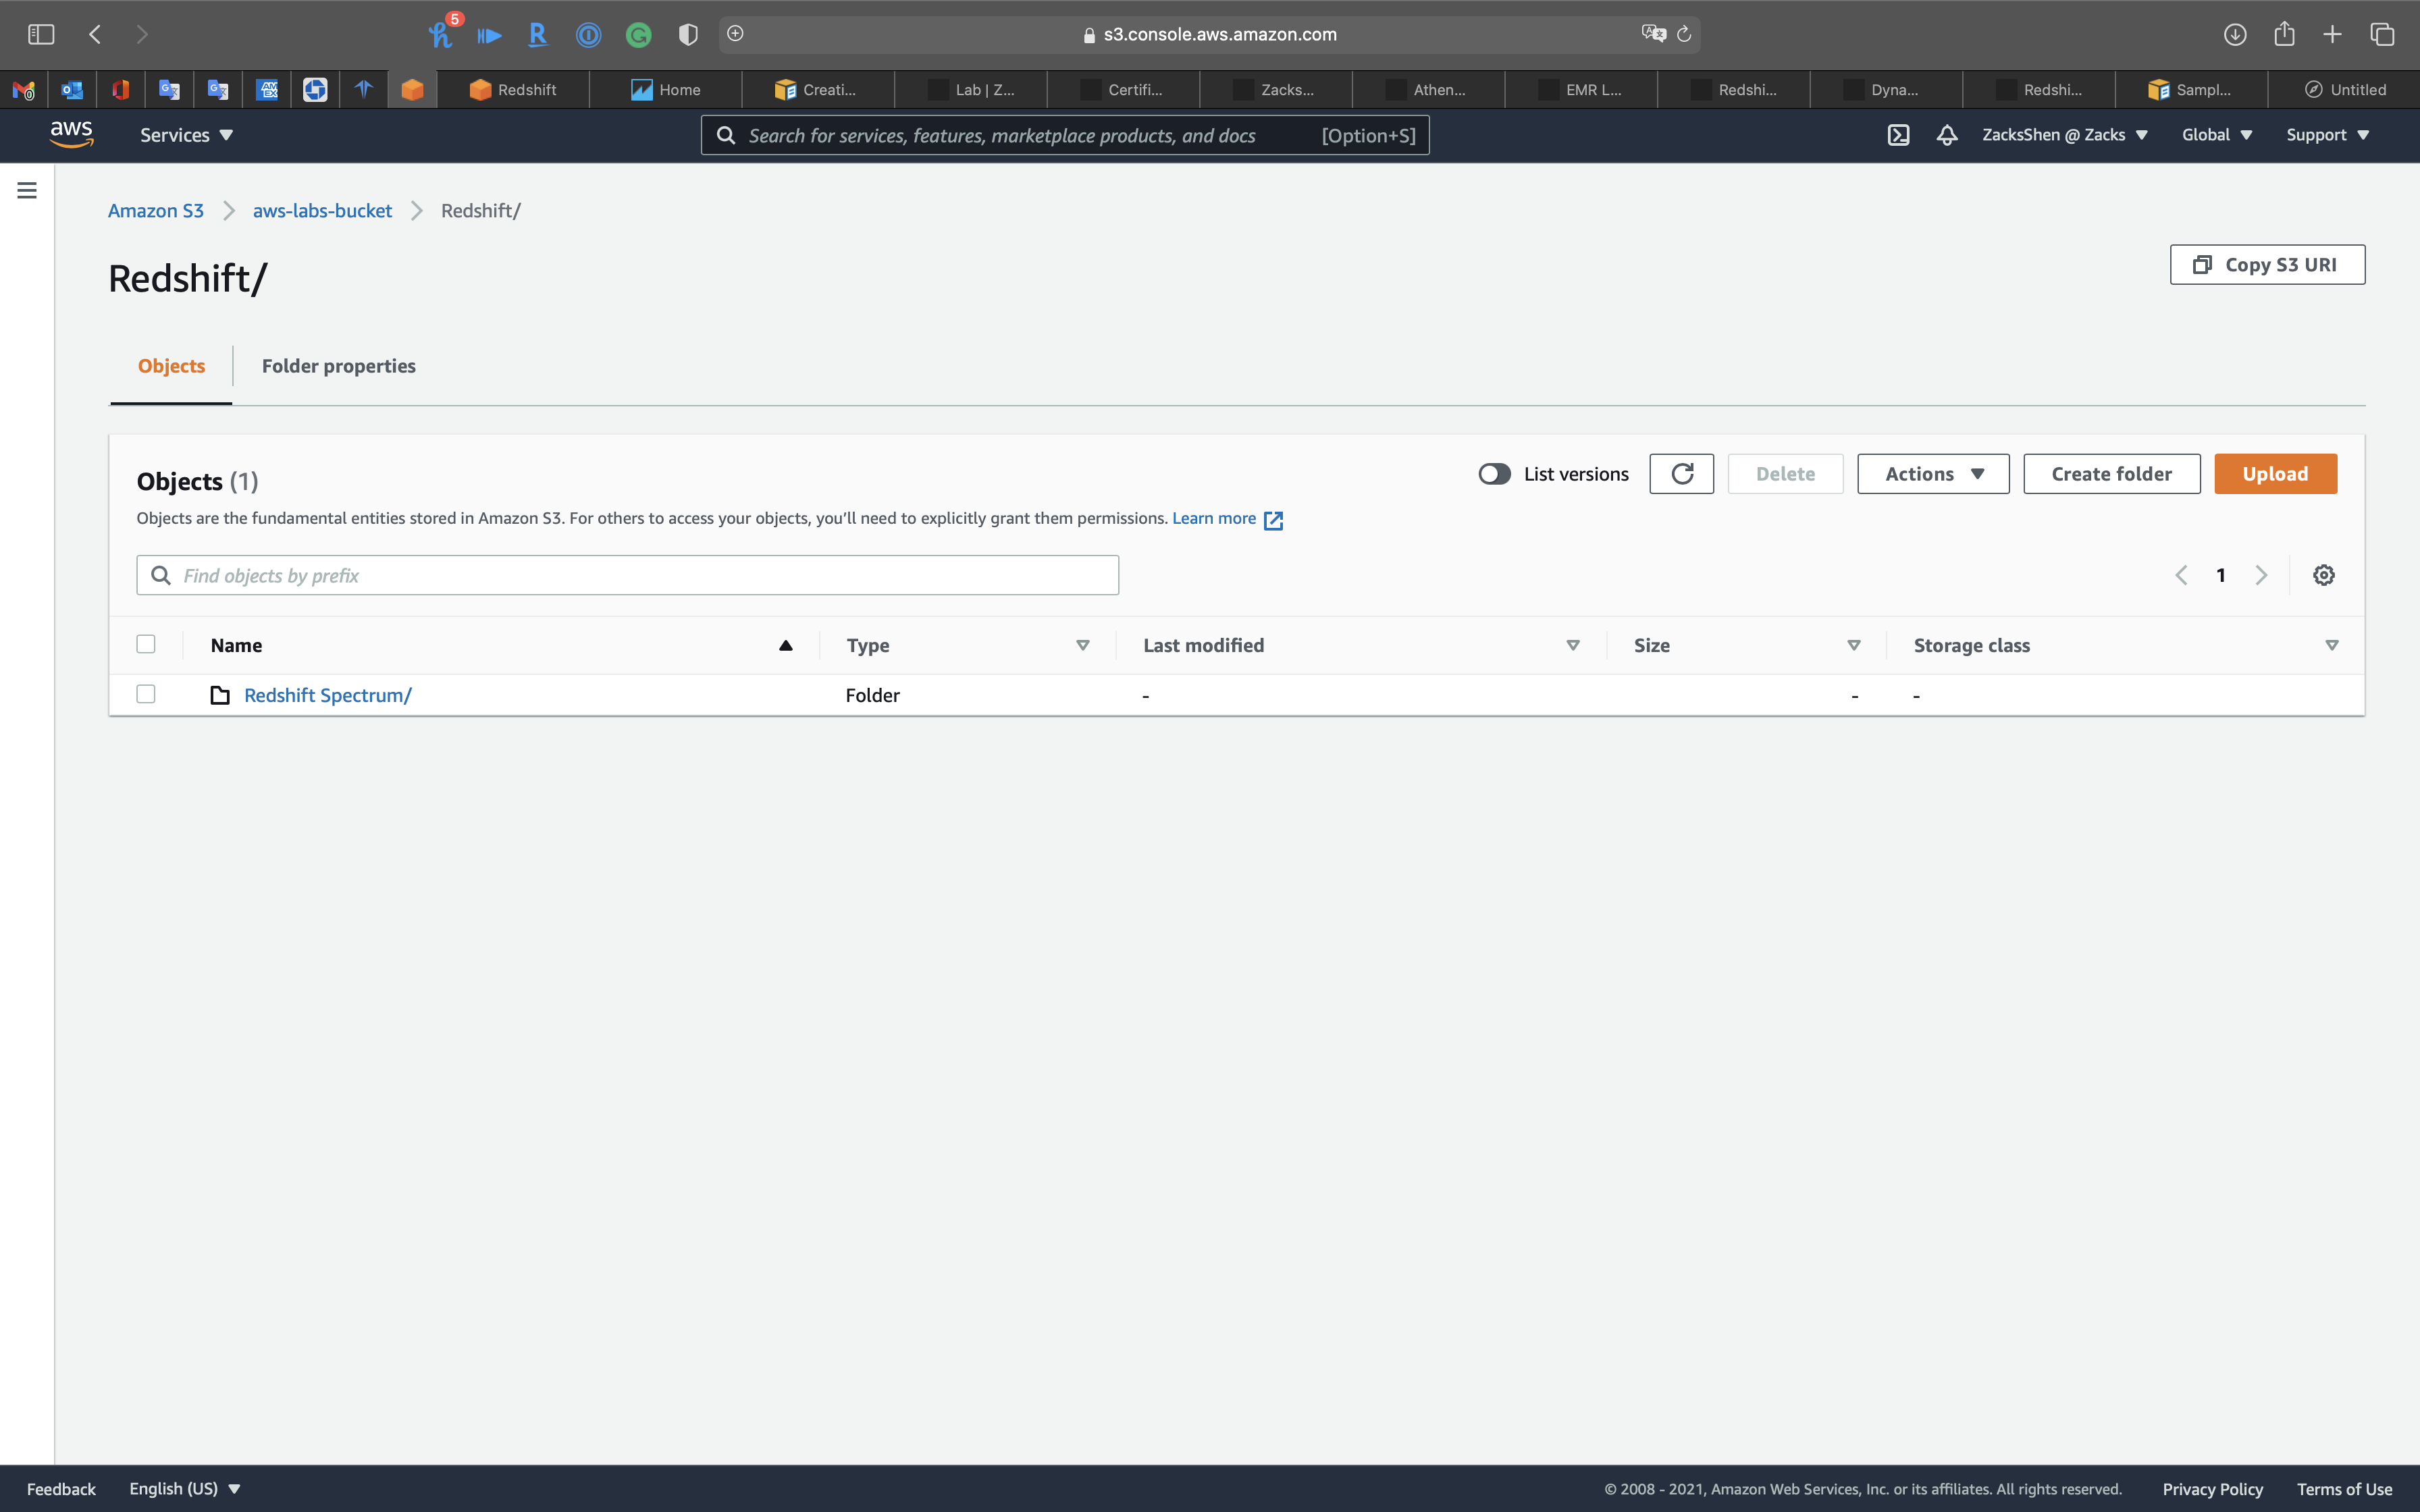 5
s3.console.aws.amazon.com
Redshift
Home
Creati...
Lab | Z...
Certifi...
Zacks...
Athen...
EMR L...
Redshi...
Dyna...
Redshi...
Sampl...
Untitled
aws
Services
Search for services, features, marketplace products, and docs
[Option+S]
ZacksShen @ Zacks
Global
Support
Amazon S3
aws-labs-bucket
Redshift/
Redshift/
Copy S3 URI
Objects
Folder properties
Objects (1)
List versions
Delete
Actions
Create folder
Upload
Objects are the fundamental entities stored in Amazon S3. For others to access your objects, you’ll need to explicitly grant them permissions. Learn more
Find objects by prefix
1
Name
Type
Last modified
Size
Storage class
Redshift Spectrum/
Folder
-
-
-
Feedback
English (US)
© 2008 - 2021, Amazon Web Services, Inc. or its affiliates. All rights reserved.
Privacy Policy
Terms of Use